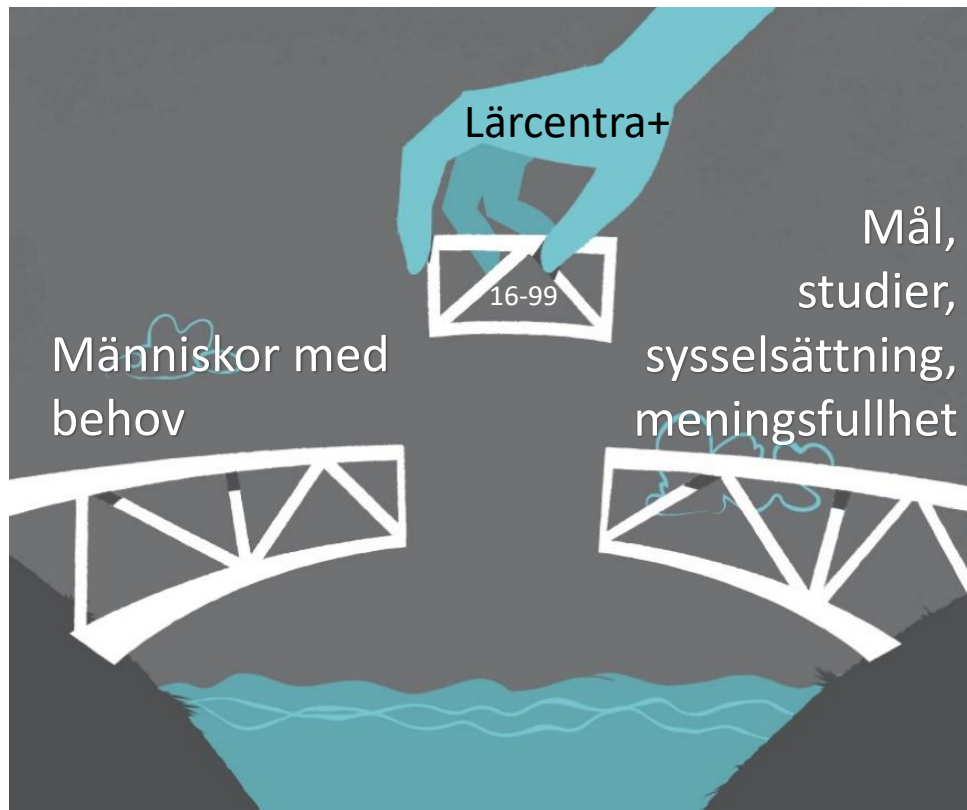 Lärcentra+
16-99
Människor med
behov
Mål,
studier,
sysselsättning,
meningsfullhet